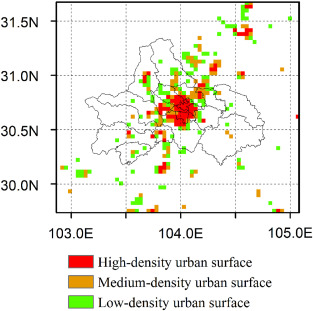 31.5N
31.0N
30.5N
30.0N
103.0E 104.0E 105.0E
High-density urban surface
Medium-density urban surface
Low-density urban surface